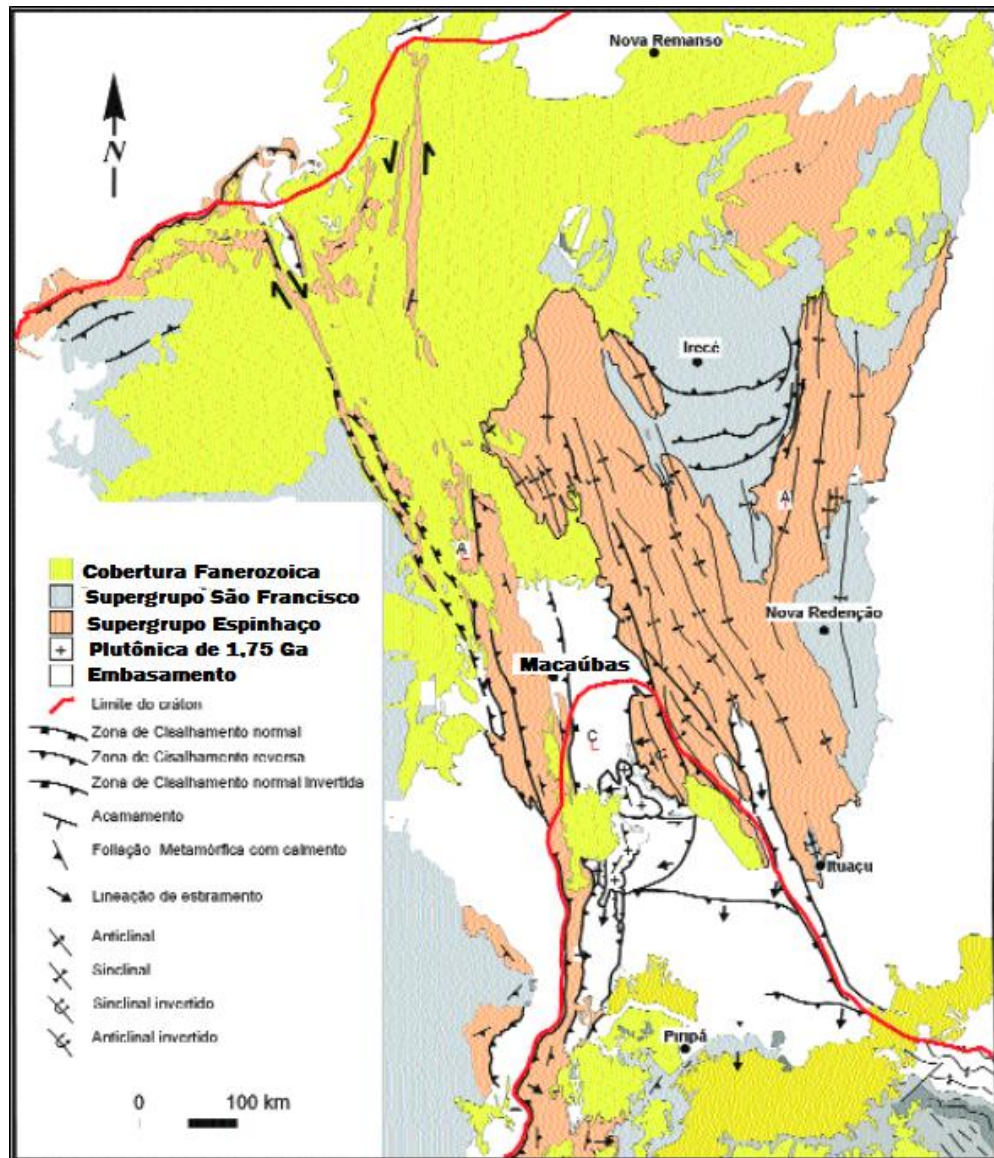 Nova Remanso
N
Irecê
A
A
Nova Redenção
Macaúbas
C
Ituaçu
Piripá
Cobertura Fanerozoica
Supergrupo São Francisco
Supergrupo Espinhaço
Plutônica de 1,75 Ga
Embasamento
Limite do cráton
Zona de Cisalhamento normal
Zona de Cisalhamento reversa
Zona de Cisalhamento normal invertida
Acamamento
Foliação Metamórfica com caimento
Lineação de estiramento
Anticlinal
Sinclinal
Sinclinal invertido
Anticlinal invertido
0 100 km